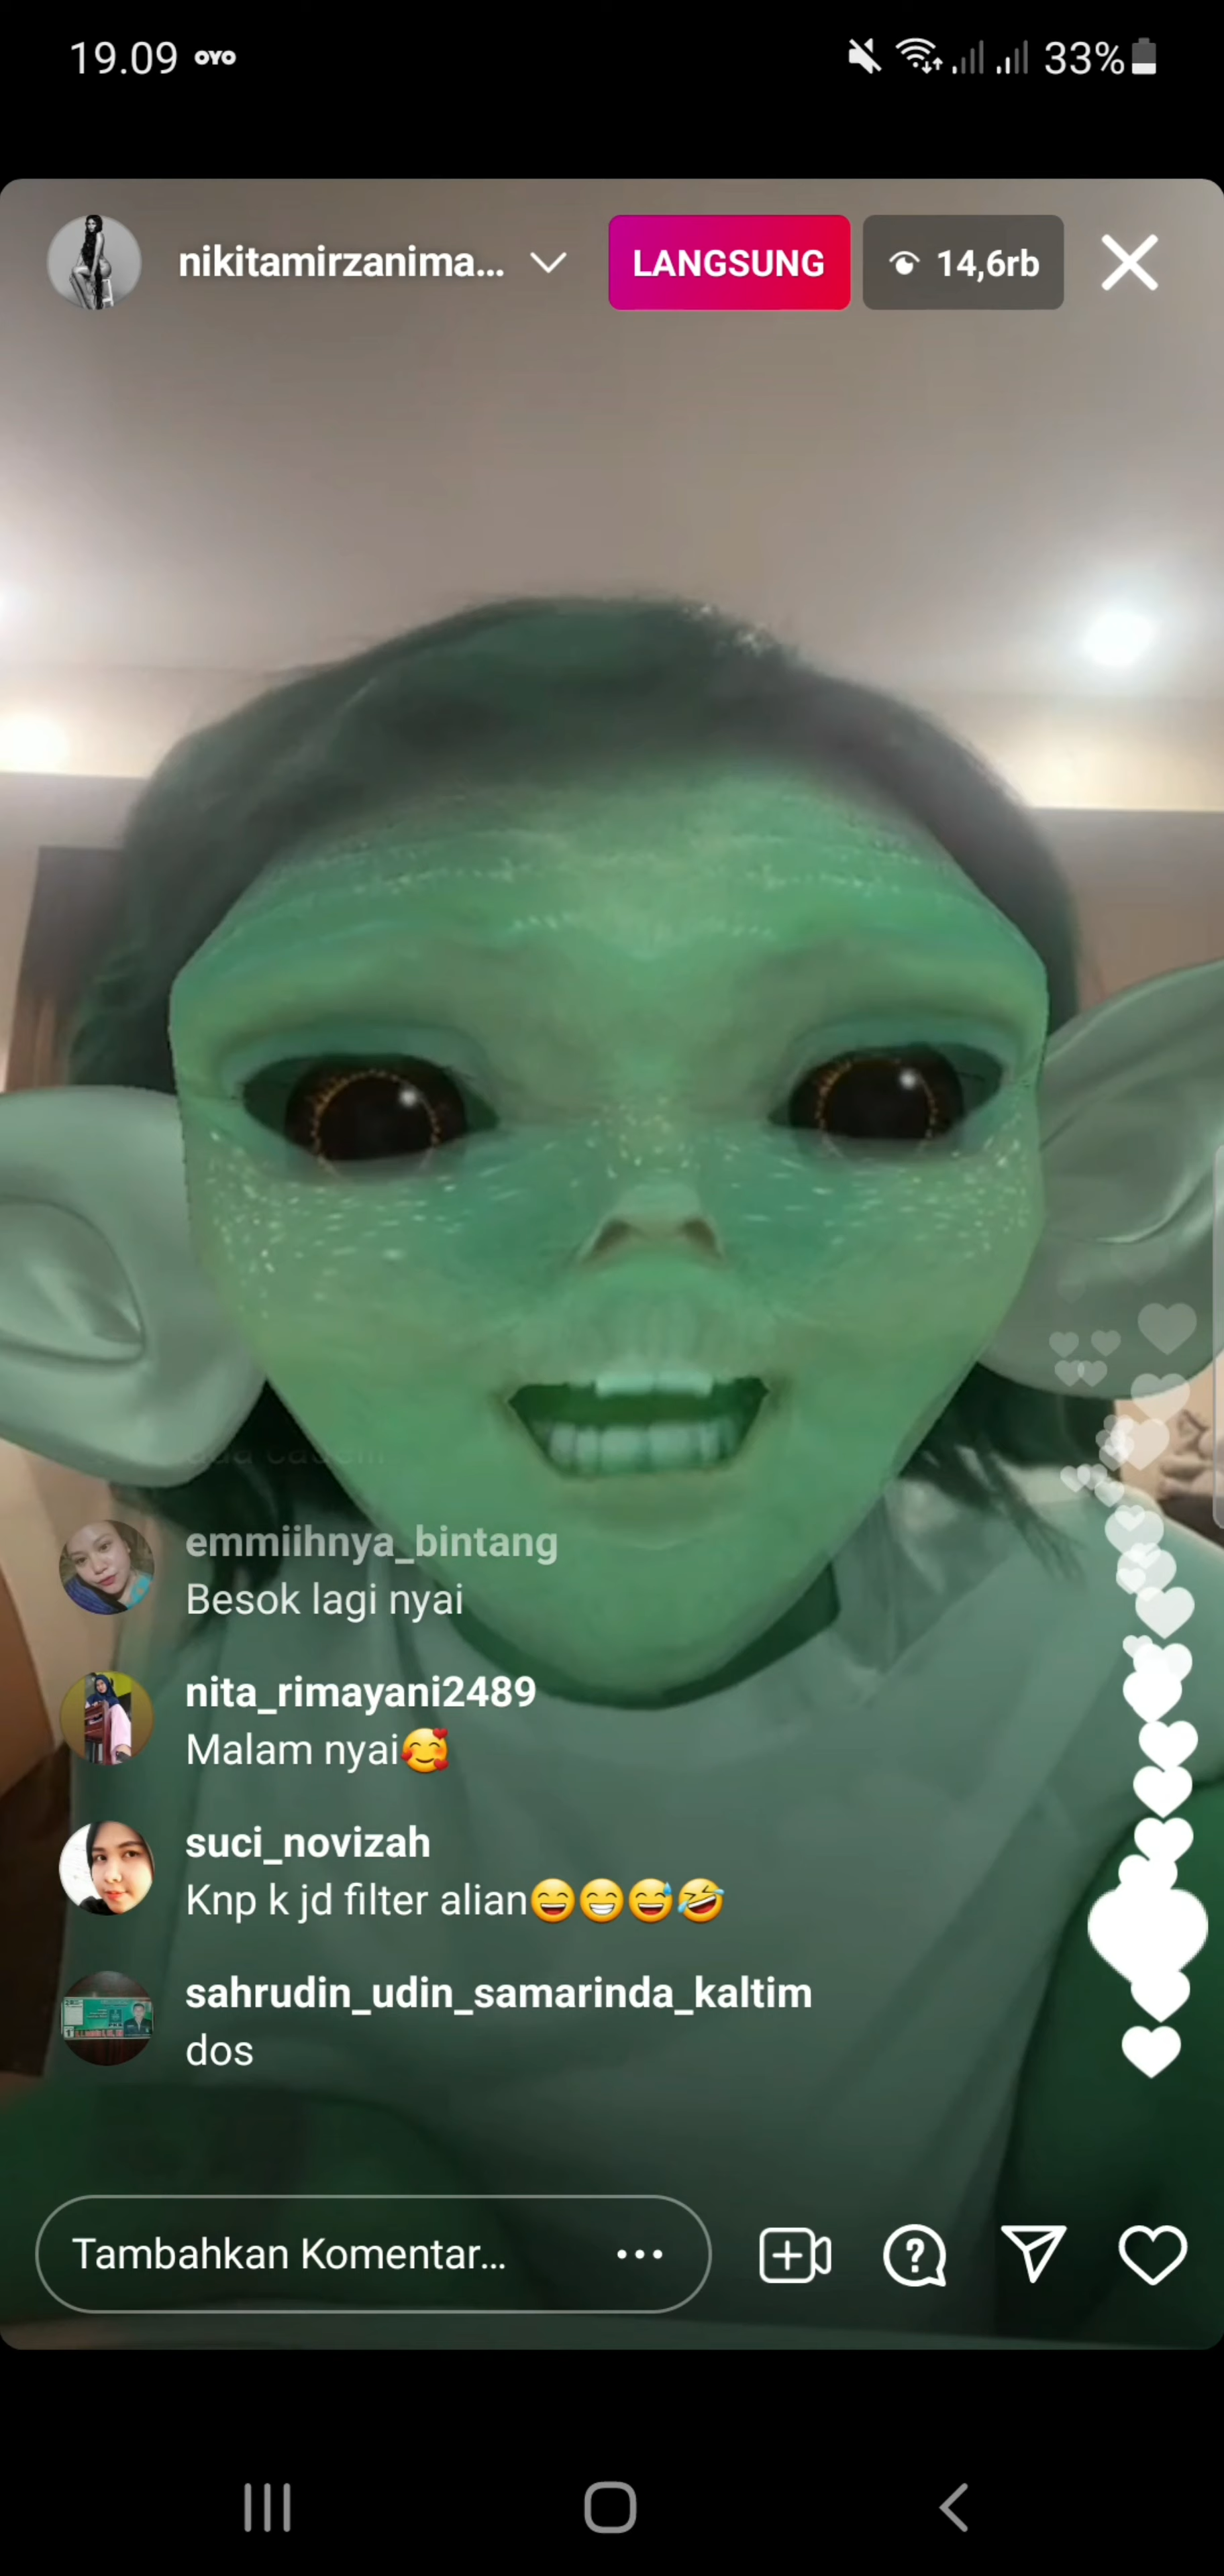 19.09 OYO 33%
nikitamirzanima... LANGSUNG 14,6rb
emmiihnya_bintang
Besok lagi nyai
nita_rimayani2489
Malam nyai🥰
suci_novizah
Knp k jd filter alian😄😁😅🤣
sahrudin_udin_samarinda_kaltim
dos
Tambahkan Komentar...